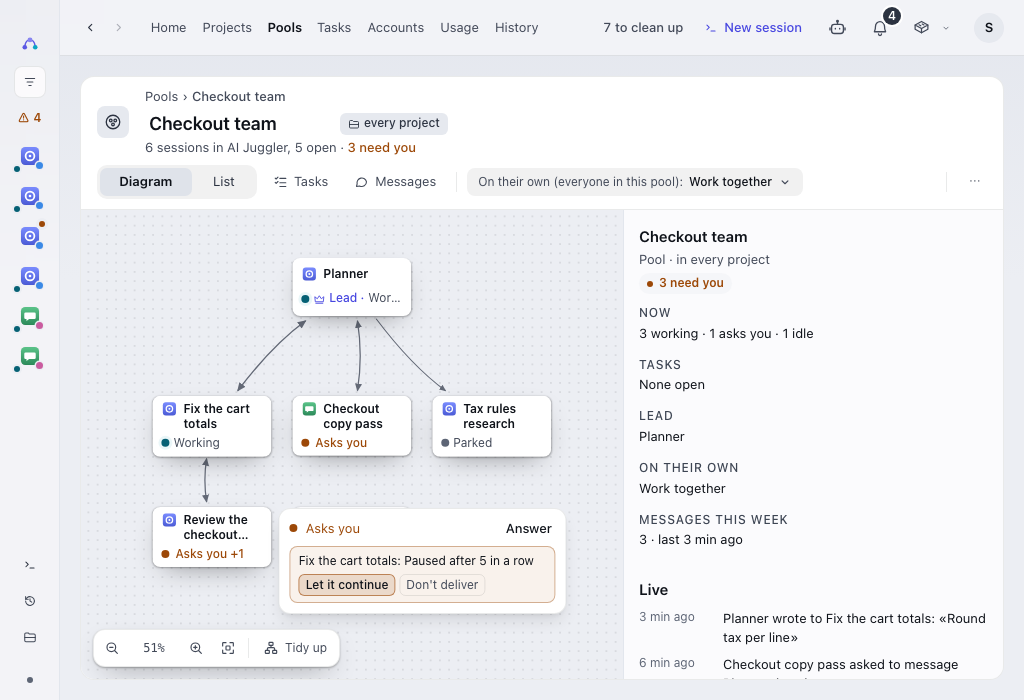 Home Projects Pools Tasks Accounts Usage History 7 to clean up New session 4 S
4
Pools › Checkout team
Checkout team every project
6 sessions in AI Juggler, 5 open · 3 need you
Diagram List Tasks Messages On their own (everyone in this pool): Work together
Planner
Lead · Wor...
Fix the cart
totals
Working
Checkout
copy pass
Asks you
Tax rules
research
Parked
Review the
checkout...
Asks you +1
Asks you Answer
Fix the cart totals: Paused after 5 in a row
Let it continue Don't deliver
51% Tidy up
Checkout team
Pool · in every project
3 need you
NOW
3 working · 1 asks you · 1 idle
TASKS
None open
LEAD
Planner
ON THEIR OWN
Work together
MESSAGES THIS WEEK
3 · last 3 min ago
Live
3 min ago Planner wrote to Fix the cart totals: «Round
tax per line»
6 min ago Checkout copy pass asked to message